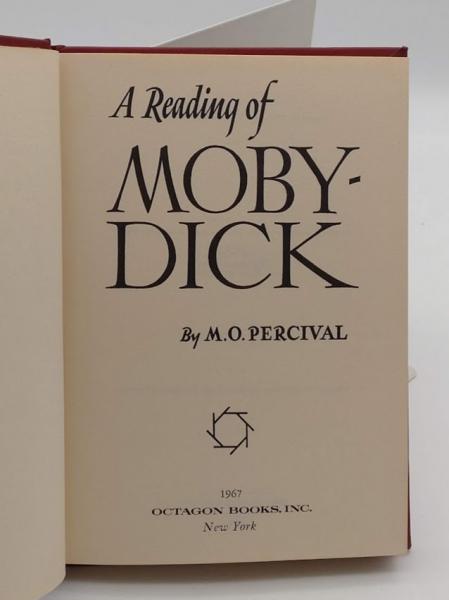 A Reading of
MOBY-
DICK
By M.O. PERCIVAL
1967
OCTAGON BOOKS, INC.
New York